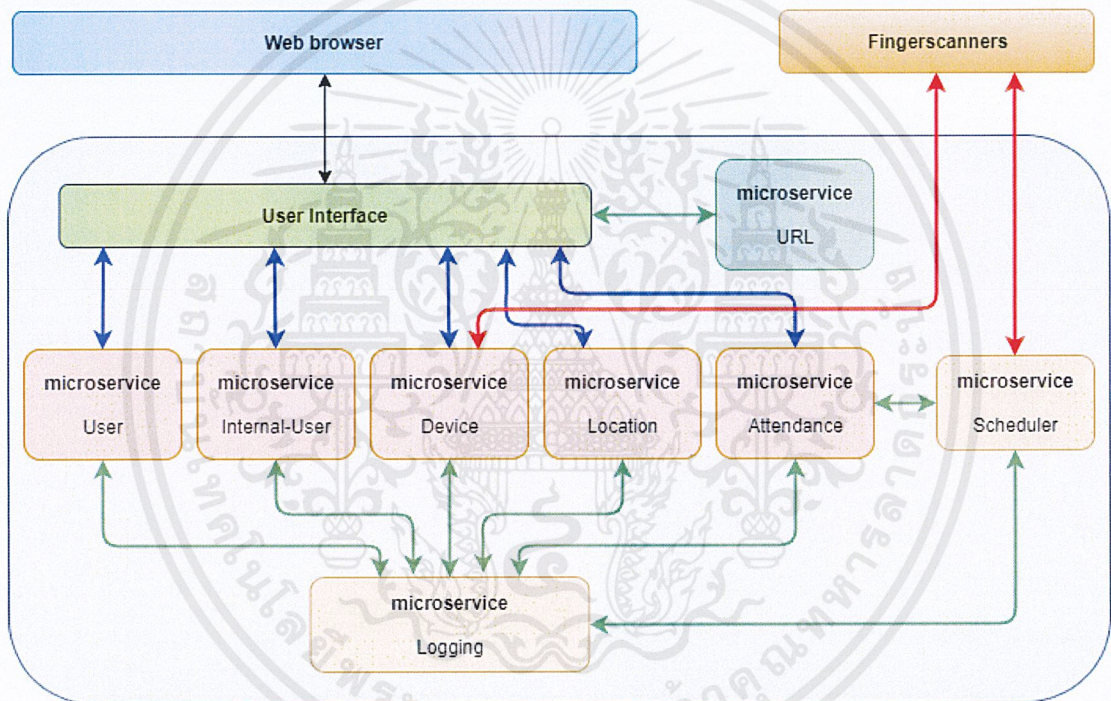 Web browser
Fingerscanners
User Interface
microservice
URL
microservice
User
microservice
Internal-User
microservice
Device
microservice
Location
microservice
Attendance
microservice
Scheduler
microservice
Logging